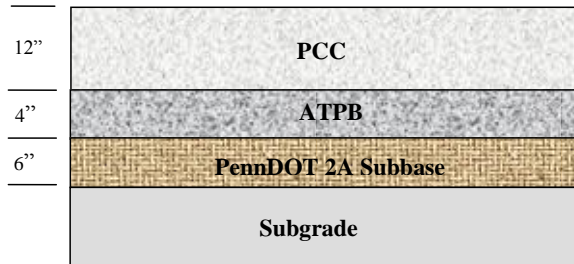 12”
PCC
4”
ATPB
6”
PennDOT 2A Subbase
Subgrade